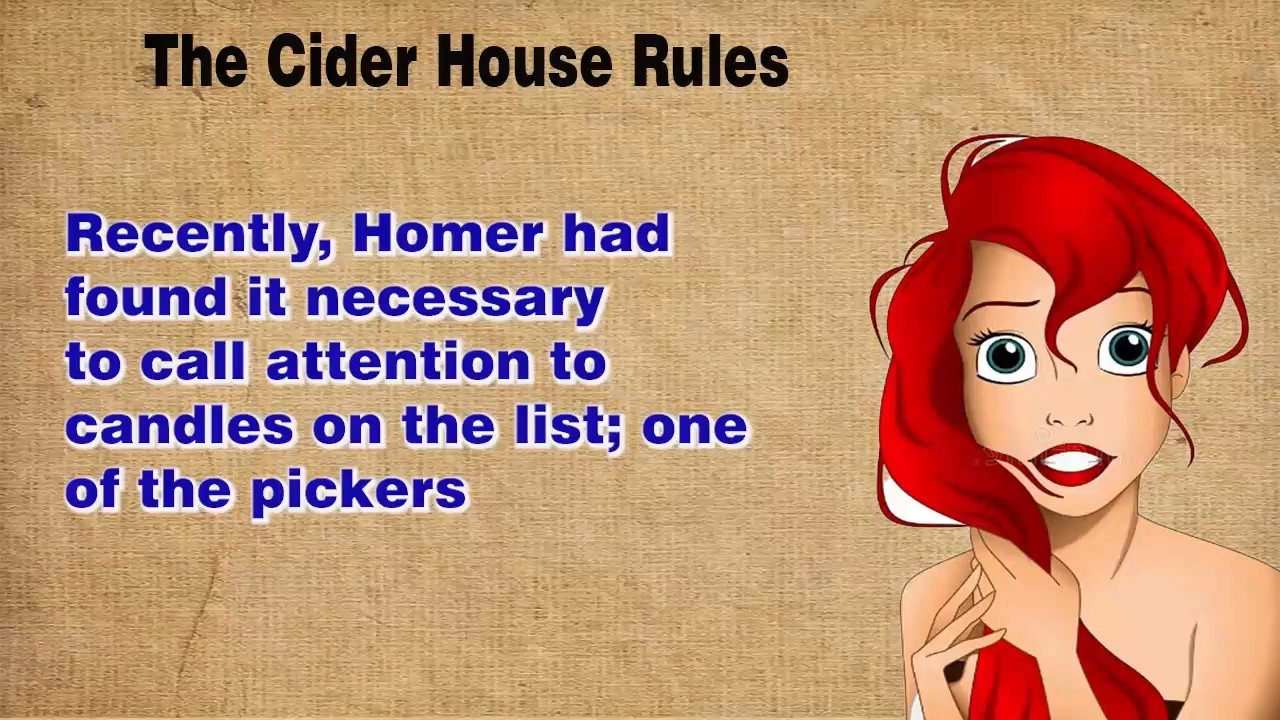 The Cider House Rules
Recently, Homer had
found it necessary
to call attention to
candles on the list; one
of the pickers